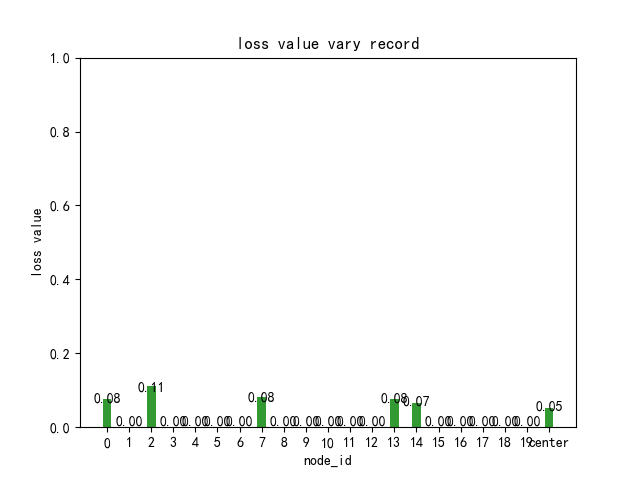 loss value vary record
1.0
0.8
0.6
0.4
0.2
0.0
loss value
0.08 0.00 0.11 0.00 0.00 0.00 0.00 0.08 0.00 0.00 0.00 0.00 0.00 0.08 0.07 0.00 0.00 0.00 0.00 0.00 0.05
0 1 2 3 4 5 6 7 8 9 10 11 12 13 14 15 16 17 18 19 center
node_id